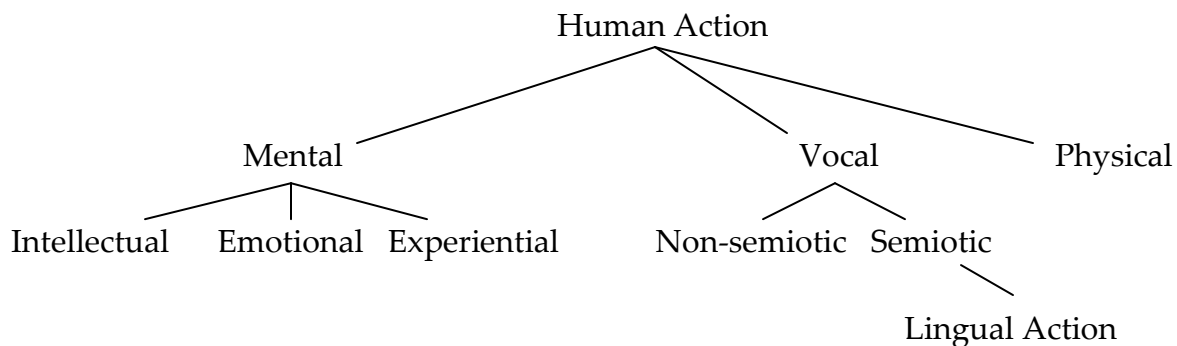 Human Action
Mental Vocal Physical
Intellectual Emotional Experiential Non-semiotic Semiotic
Lingual Action